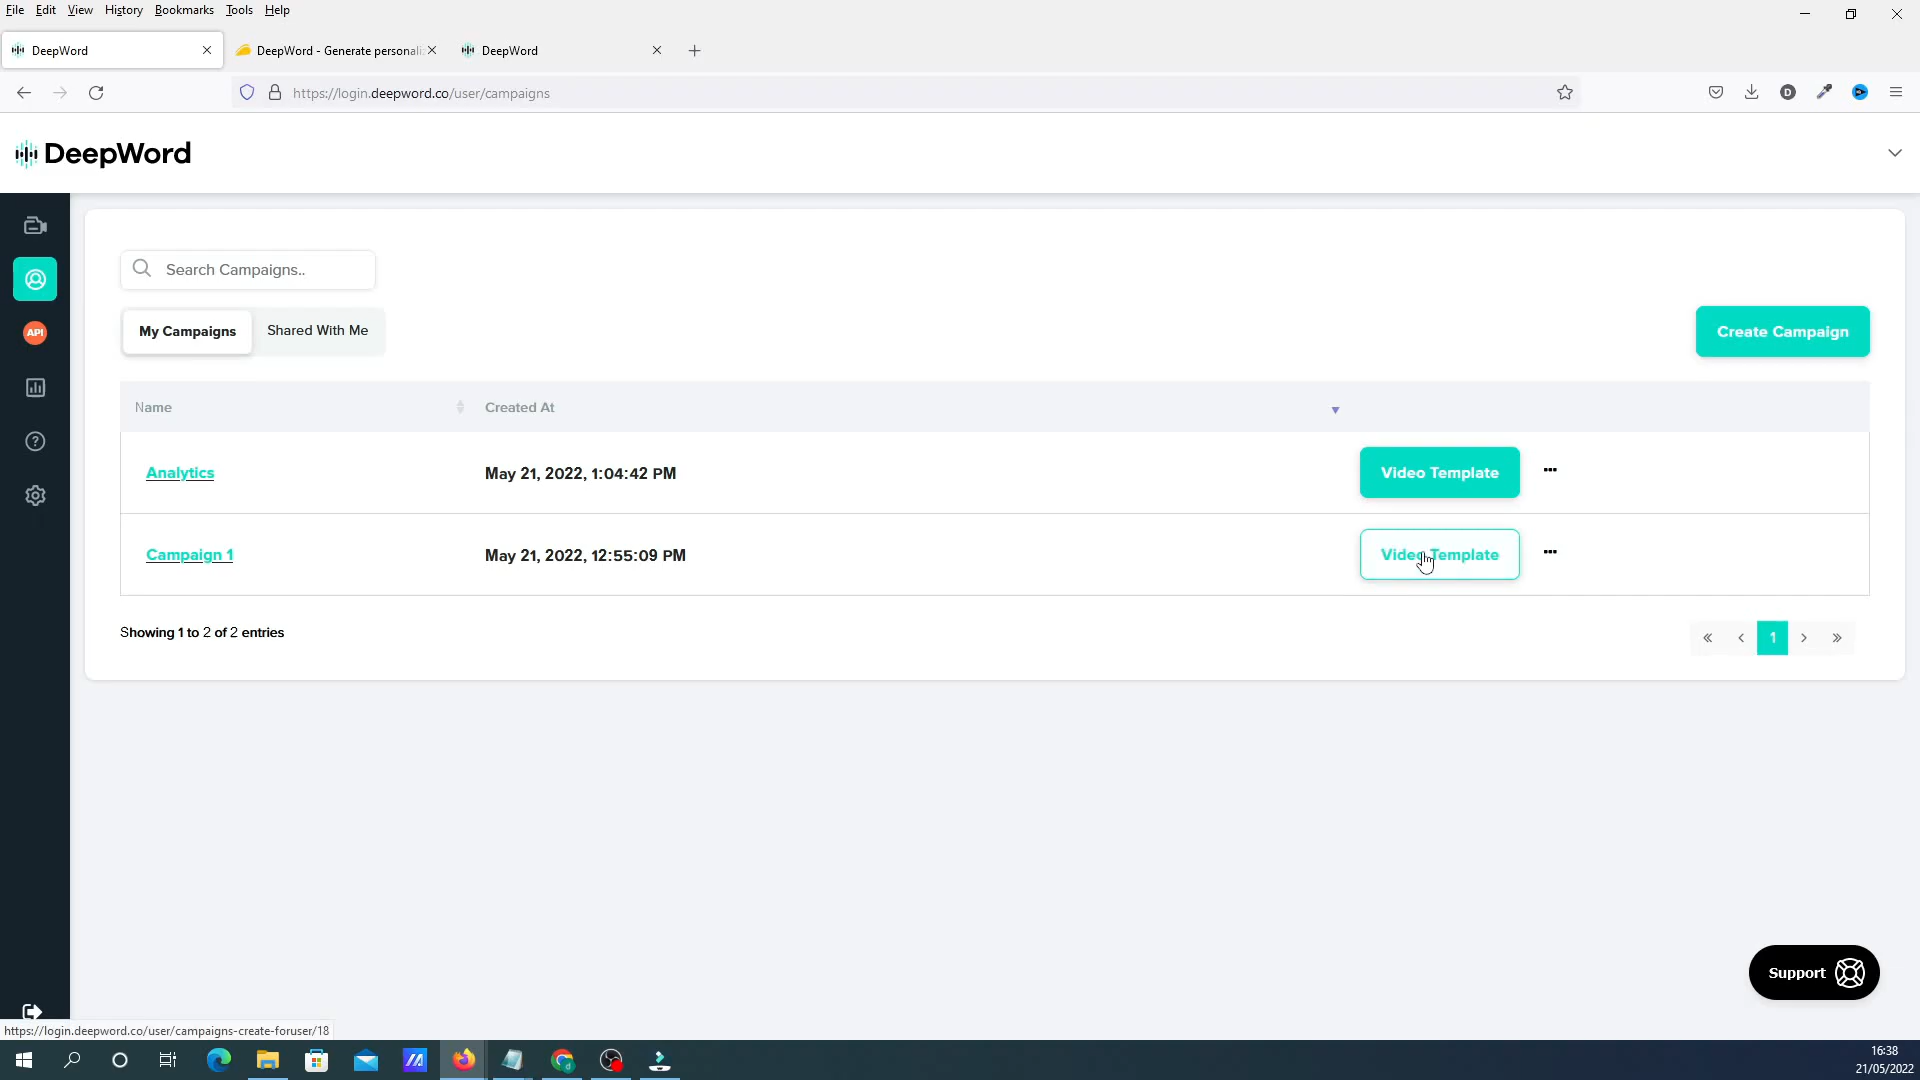 File Edit View History Bookmarks Tools Help
DeepWord
DeepWord - Generate personali
DeepWord
https://login.deepword.co/user/campaigns
D
DeepWord
Search Campaigns..
My Campaigns
Shared With Me
Create Campaign
API
Name
Created At
Analytics
May 21, 2022, 1:04:42 PM
Video Template
Campaign 1
May 21, 2022, 12:55:09 PM
Video Template
Showing 1 to 2 of 2 entries
« ‹ 1 › »
Support
https://login.deepword.co/user/campaigns-create-foruser/18
16:38
21/05/2022